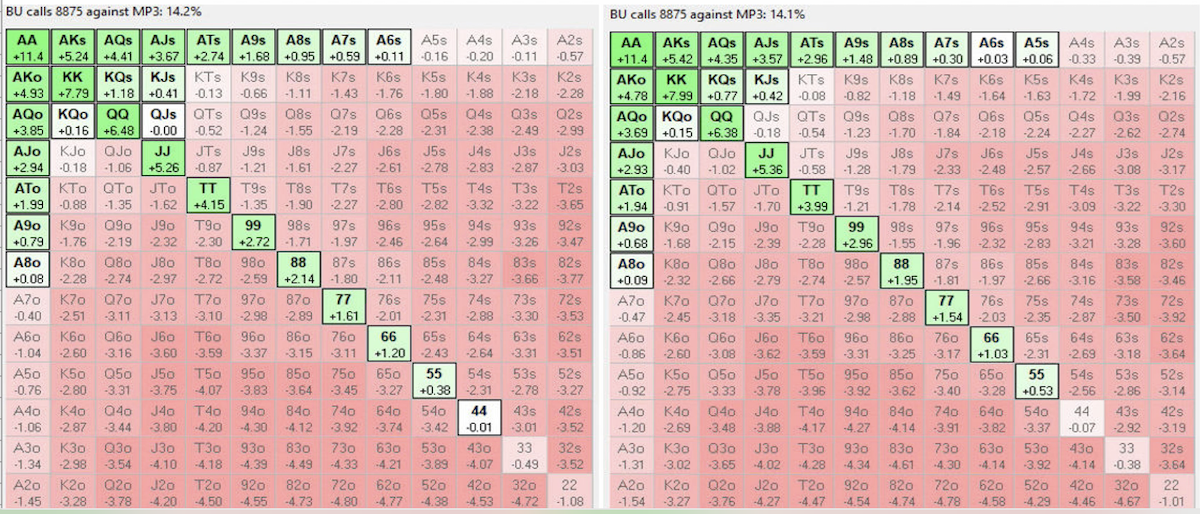 BU calls 8875 against MP3: 14.2%
AA AKs AQs AJs ATs A9s A8s A7s A6s A5s A4s A3s A2s
+11.4 +5.24 +4.41 +3.67 +2.74 +1.68 +0.95 +0.59 +0.11 -0.16 -0.20 -0.11 -0.57
AKo KK KQs KJs KTs K9s K8s K7s K6s K5s K4s K3s K2s
+4.93 +7.79 +1.18 +0.41 -0.13 -0.66 -1.11 -1.43 -1.76 -1.80 -1.88 -2.18 -2.28
AQo KQo QQ QJs QTs Q9s Q8s Q7s Q6s Q5s Q4s Q3s Q2s
+3.85 +0.16 +6.48 -0.00 -0.52 -1.24 -1.55 -2.19 -2.28 -2.31 -2.38 -2.49 -2.99
AJo KJo QJo JJ JTs J9s J8s J7s J6s J5s J4s J3s J2s
+2.94 -0.18 -1.06 +5.26 -0.87 -1.21 -1.61 -2.27 -2.61 -2.78 -2.83 -2.87 -3.03
ATo KTo QTo JTo TT T9s T8s T7s T6s T5s T4s T3s T2s
+1.99 -0.88 -1.35 -1.62 +4.15 -1.35 -1.90 -2.27 -2.80 -2.82 -3.32 -3.22 -3.65
A9o K9o Q9o J9o T9o 99 98s 97s 96s 95s 94s 93s 92s
+0.79 -1.76 -2.19 -2.32 -2.30 +2.72 -1.71 -1.97 -2.46 -2.64 -2.99 -3.26 -3.47
A8o K8o Q8o J8o T8o 98o 88 87s 86s 85s 84s 83s 82s
+0.08 -2.28 -2.74 -2.97 -2.72 -2.59 +2.14 -1.80 -2.11 -2.48 -3.27 -3.66 -3.77
A7o K7o Q7o J7o T7o 97o 87o 77 76s 75s 74s 73s 72s
-0.40 -2.51 -3.11 -3.13 -3.10 -2.98 -2.89 +1.61 -2.01 -2.31 -2.88 -3.30 -3.53
A6o K6o Q6o J6o T6o 96o 86o 76o 66 65s 64s 63s 62s
-1.04 -2.60 -3.16 -3.60 -3.59 -3.37 -3.15 -3.11 +1.20 -2.43 -2.64 -3.31 -3.51
A5o K5o Q5o J5o T5o 95o 85o 75o 65o 55 54s 53s 52s
-0.76 -2.80 -3.31 -3.75 -4.07 -3.83 -3.64 -3.45 -3.27 +0.38 -2.31 -2.78 -3.27
A4o K4o Q4o J4o T4o 94o 84o 74o 64o 54o 44 43s 42s
-1.06 -2.87 -3.44 -3.80 -4.20 -4.30 -4.12 -3.92 -3.74 -3.42 -0.01 -3.01 -3.52
A3o K3o Q3o J3o T3o 93o 83o 73o 63o 53o 43o 33 32s
-1.34 -2.98 -3.54 -4.10 -4.18 -4.39 -4.49 -4.33 -4.21 -3.89 -4.07 -0.49 -3.52
A2o K2o Q2o J2o T2o 92o 82o 72o 62o 52o 42o 32o 22
-1.45 -3.28 -3.78 -4.20 -4.50 -4.55 -4.73 -4.80 -4.77 -4.38 -4.53 -4.72 -1.08
BU calls 8875 against MP3: 14.1%
AA AKs AQs AJs ATs A9s A8s A7s A6s A5s A4s A3s A2s
+11.4 +5.42 +4.35 +3.57 +2.96 +1.48 +0.89 +0.30 +0.03 +0.06 -0.33 -0.39 -0.57
AKo KK KQs KJs KTs K9s K8s K7s K6s K5s K4s K3s K2s
+4.78 +7.99 +0.77 +0.42 -0.08 -0.82 -1.18 -1.49 -1.64 -1.63 -1.72 -1.99 -2.16
AQo KQo QQ QJs QTs Q9s Q8s Q7s Q6s Q5s Q4s Q3s Q2s
+3.69 +0.15 +6.38 -0.18 -0.54 -1.23 -1.70 -1.84 -2.18 -2.24 -2.27 -2.62 -2.74
AJo KJo QJo JJ JTs J9s J8s J7s J6s J5s J4s J3s J2s
+2.93 -0.40 -1.02 +5.36 -0.58 -1.28 -1.79 -2.33 -2.48 -2.57 -2.66 -3.08 -3.17
ATo KTo QTo JTo TT T9s T8s T7s T6s T5s T4s T3s T2s
+1.94 -0.91 -1.57 -1.70 +3.99 -1.21 -1.78 -2.14 -2.52 -2.91 -3.09 -3.22 -3.30
A9o K9o Q9o J9o T9o 99 98s 97s 96s 95s 94s 93s 92s
+0.68 -1.68 -2.15 -2.39 -2.28 +2.96 -1.55 -1.96 -2.32 -2.83 -3.21 -3.28 -3.60
A8o K8o Q8o J8o T8o 98o 88 87s 86s 85s 84s 83s 82s
+0.09 -2.32 -2.66 -2.79 -2.74 -2.57 +1.95 -1.81 -1.97 -2.66 -3.16 -3.58 -3.46
A7o K7o Q7o J7o T7o 97o 87o 77 76s 75s 74s 73s 72s
-0.47 -2.45 -3.18 -3.35 -3.21 -2.98 -2.88 +1.54 -2.03 -2.35 -2.87 -3.50 -3.92
A6o K6o Q6o J6o T6o 96o 86o 76o 66 65s 64s 63s 62s
-0.86 -2.60 -3.08 -3.62 -3.59 -3.31 -3.25 -3.17 +1.03 -2.31 -2.69 -3.18 -3.64
A5o K5o Q5o J5o T5o 95o 85o 75o 65o 55 54s 53s 52s
-0.92 -2.75 -3.33 -3.78 -3.96 -3.92 -3.62 -3.40 -3.28 +0.53 -2.56 -2.86 -3.14
A4o K4o Q4o J4o T4o 94o 84o 74o 64o 54o 44 43s 42s
-1.20 -2.69 -3.48 -3.88 -4.17 -4.27 -4.14 -3.91 -3.82 -3.37 -0.07 -2.92 -3.19
A3o K3o Q3o J3o T3o 93o 83o 73o 63o 53o 43o 33 32s
-1.31 -3.02 -3.65 -4.02 -4.28 -4.34 -4.61 -4.30 -4.14 -3.92 -4.14 -0.38 -3.64
A2o K2o Q2o J2o T2o 92o 82o 72o 62o 52o 42o 32o 22
-1.54 -3.27 -3.76 -4.27 -4.47 -4.54 -4.74 -4.78 -4.58 -4.29 -4.46 -4.67 -1.01